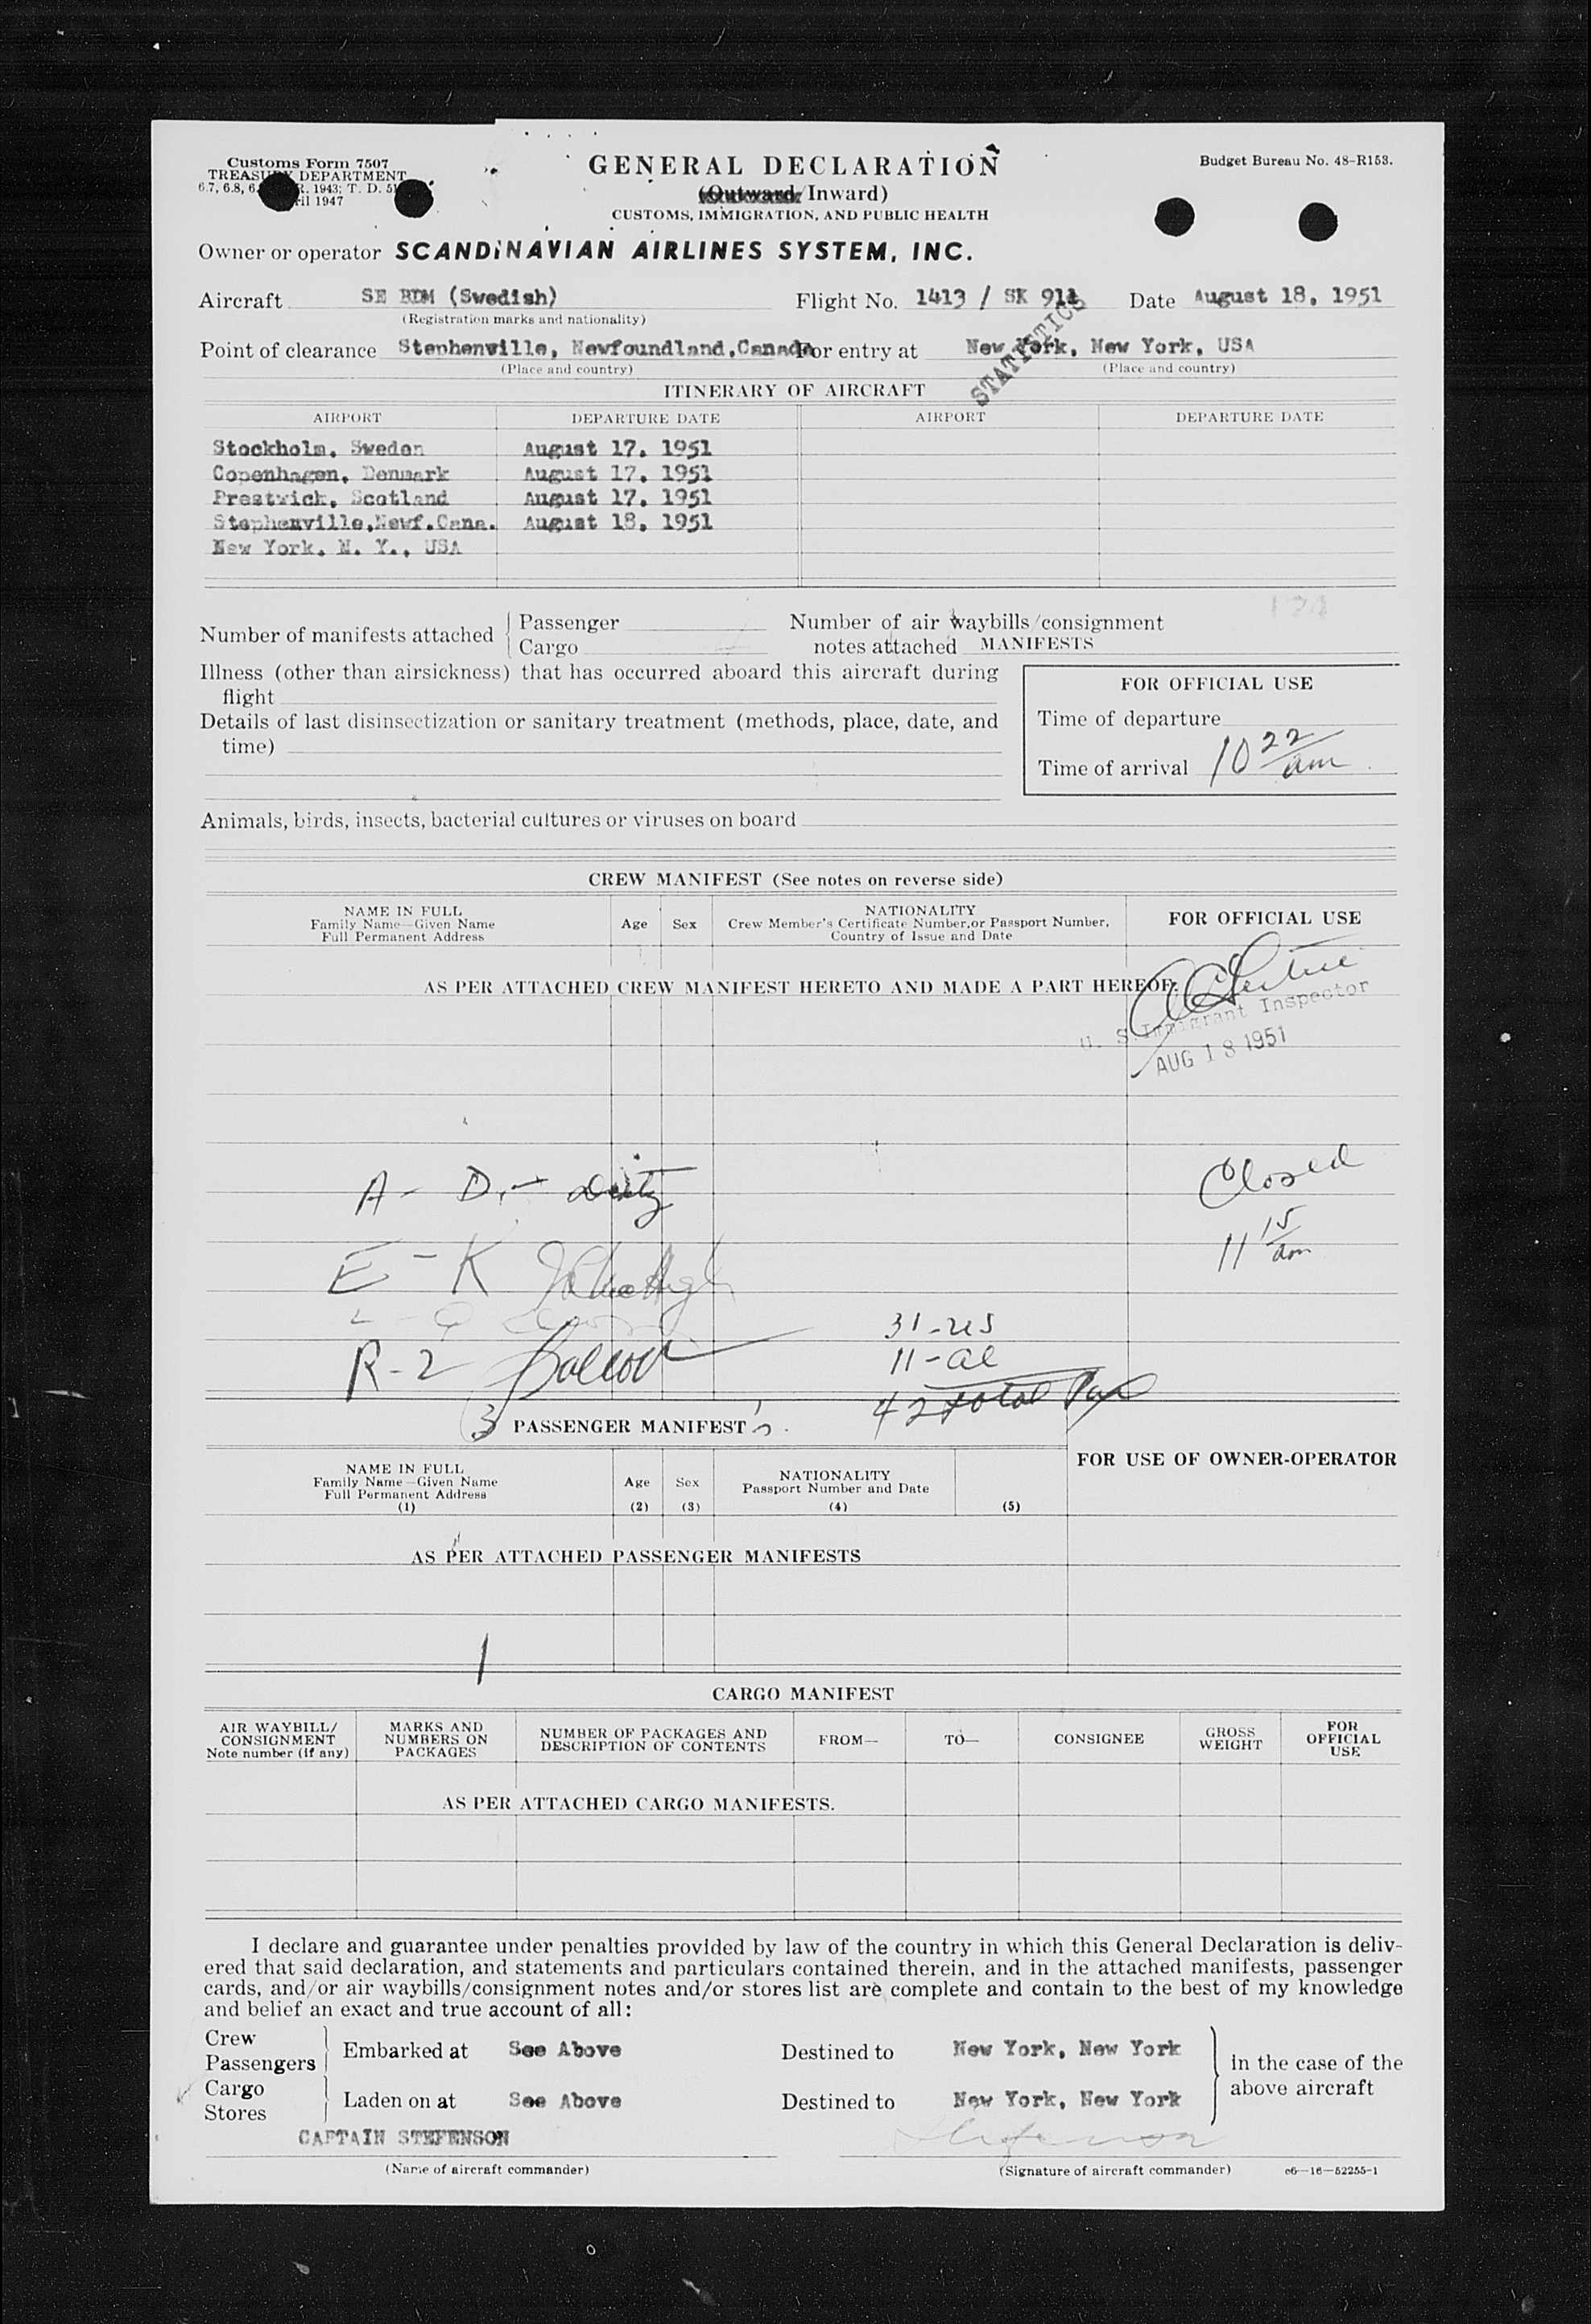 Customs Form 7507
TREASURY DEPARTMENT
6.7, 6.8, R. 1943; T. D.
1947
GENERAL DECLARATION
(Outward/Inward)
CUSTOMS, IMMIGRATION, AND PUBLIC HEALTH
Budget Bureau No. 48-R153.
Owner or operator SCANDINAVIAN AIRLINES SYSTEM, INC.
Aircraft SE BDM (Swedish) Flight No. 1413 / SK 911 Date August 18, 1951
(Registration marks and nationality)
STATISTICS
Point of clearance Stephenville, Newfoundland,Canada For entry at New York, New York, USA
(Place and country) (Place and country)
ITINERARY OF AIRCRAFT
AIRPORT DEPARTURE DATE AIRPORT DEPARTURE DATE
Stockholm, Sweden August 17, 1951
Copenhagen, Denmark August 17, 1951
Prestwick, Scotland August 17, 1951
Stephenville,Newf.Cana. August 18, 1951
New York, N. Y., USA
Number of manifests attached Passenger Number of air waybills/consignment
Cargo notes attached MANIFESTS
Illness (other than airsickness) that has occurred aboard this aircraft during
flight
Details of last disinsectization or sanitary treatment (methods, place, date, and
time)
FOR OFFICIAL USE
Time of departure
Time of arrival 10 22 am
Animals, birds, insects, bacterial cultures or viruses on board
CREW MANIFEST (See notes on reverse side)
NAME IN FULL
Family Name—Given Name
Full Permanent Address
Age
Sex
NATIONALITY
Crew Member's Certificate Number,or Passport Number,
Country of Issue and Date
FOR OFFICIAL USE
AS PER ATTACHED CREW MANIFEST HERETO AND MADE A PART HEREOF.
U. S. Immigrant Inspector
AUG 18 1951
A - D. -
Closed
11 15 am
E - K
R - Z
31 - US
11 - al
42 total Pax
3 PASSENGER MANIFEST
FOR USE OF OWNER-OPERATOR
NAME IN FULL
Family Name—Given Name
Full Permanent Address
(1)
Age
(2)
Sex
(3)
NATIONALITY
Passport Number and Date
(4)
(5)
AS PER ATTACHED PASSENGER MANIFESTS
CARGO MANIFEST
AIR WAYBILL/
CONSIGNMENT
Note number (if any)
MARKS AND
NUMBERS ON
PACKAGES
NUMBER OF PACKAGES AND
DESCRIPTION OF CONTENTS
FROM—
TO—
CONSIGNEE
GROSS
WEIGHT
FOR
OFFICIAL
USE
AS PER ATTACHED CARGO MANIFESTS.
I declare and guarantee under penalties provided by law of the country in which this General Declaration is deliv-
ered that said declaration, and statements and particulars contained therein, and in the attached manifests, passenger
cards, and/or air waybills/consignment notes and/or stores list are complete and contain to the best of my knowledge
and belief an exact and true account of all:
Crew
Passengers Embarked at See Above Destined to New York, New York in the case of the
Cargo above aircraft
Stores Laden on at See Above Destined to New York, New York
CAPTAIN STEFENSON
(Name of aircraft commander) (Signature of aircraft commander) c6—16—52255-1